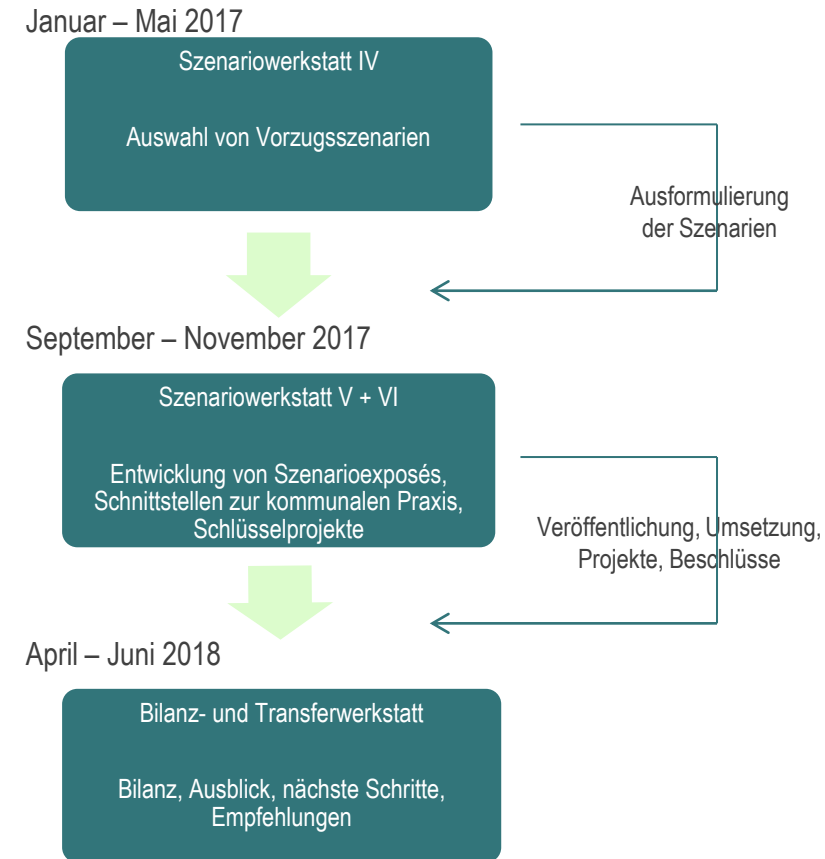 Januar – Mai 2017
Szenariowerkstatt IV
Auswahl von Vorzugsszenarien
Ausformulierung
der Szenarien
September – November 2017
Szenariowerkstatt V + VI
Entwicklung von Szenarioexposés,
Schnittstellen zur kommunalen Praxis,
Schlüsselprojekte
Veröffentlichung, Umsetzung,
Projekte, Beschlüsse
April – Juni 2018
Bilanz- und Transferwerkstatt
Bilanz, Ausblick, nächste Schritte,
Empfehlungen